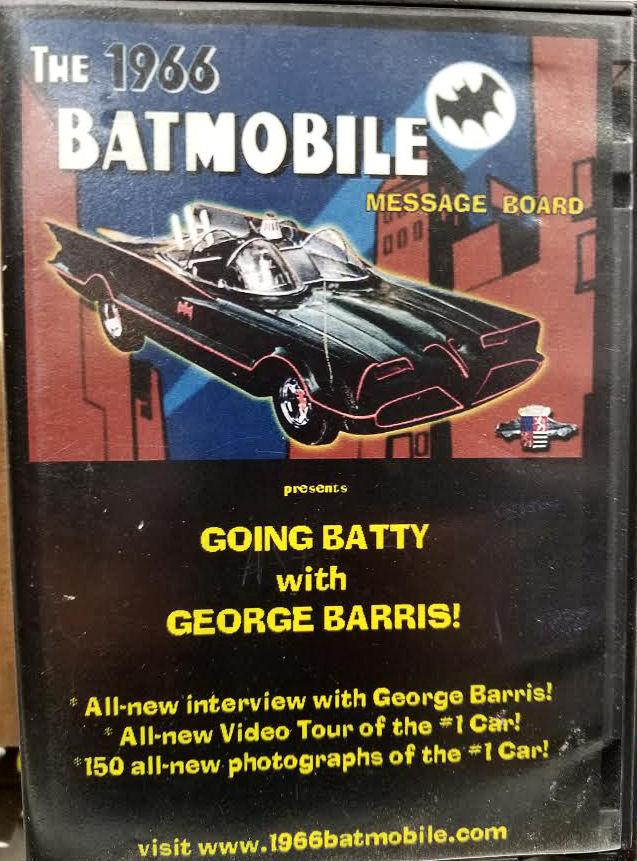 THE 1966
BATMOBILE
MESSAGE BOARD
presents
GOING BATTY
with
GEORGE BARRIS!
* All-new interview with George Barris!
* All-new Video Tour of the #1 Car!
*150 all-new photographs of the #1 Car!
visit www.1966batmobile.com